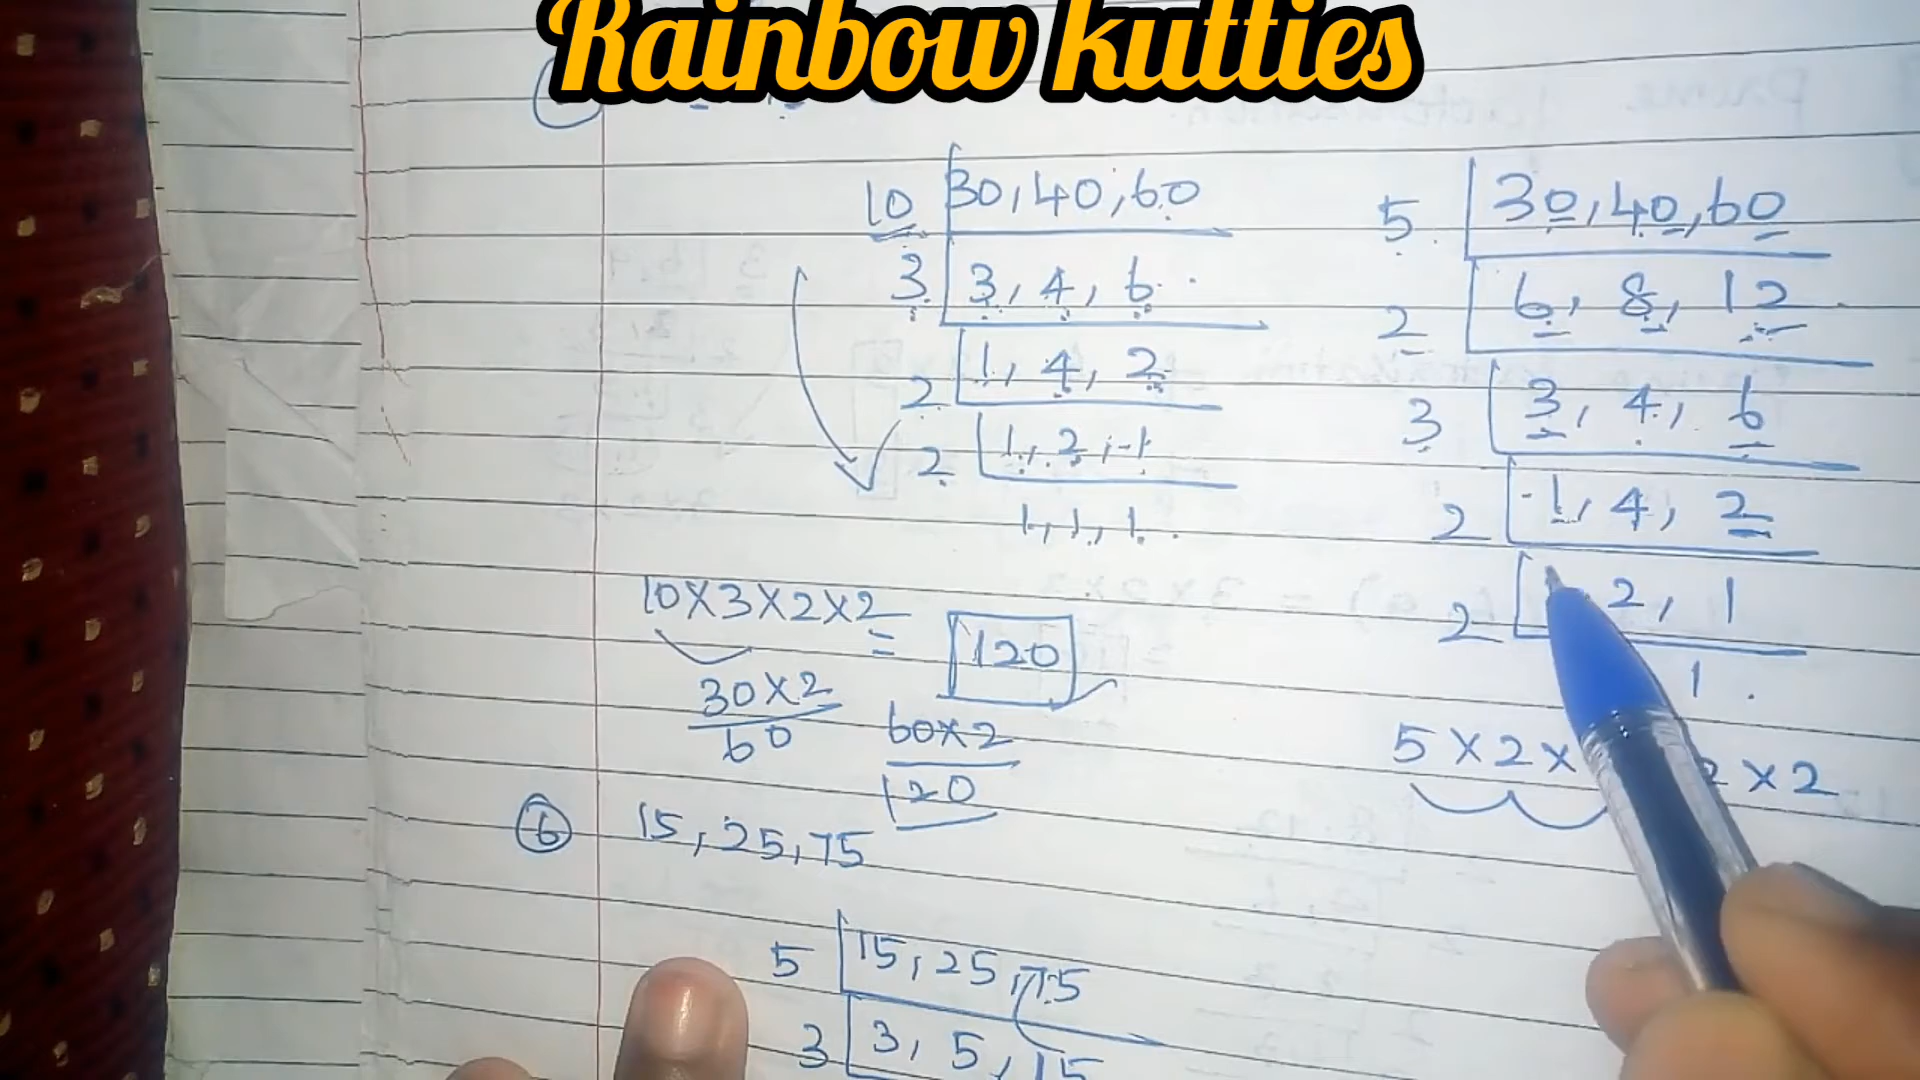 Rainbow kutties
10 30, 40, 60
3 3, 4, 6
2 1, 4, 2
2 1, 2, 1
1, 1, 1
10 X 3 X 2 X 2 = 120
30 X 2
60
60 x 2
120
5 30, 40, 60
2 6, 8, 12
3 3, 4, 6
2 1, 4, 2
2 2, 1
1
5 X 2 X 2 X 2
6 15, 25, 75
5 15, 25, 75
3 3, 5, 15